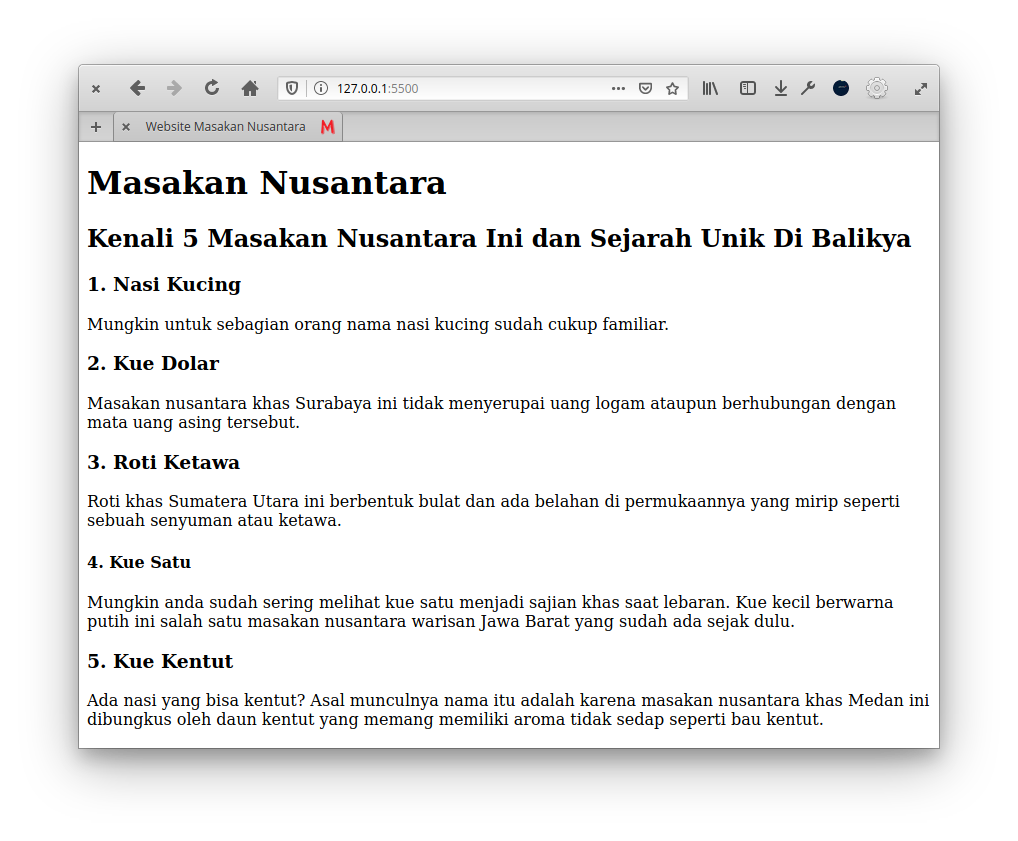 127.0.0.1:5500
Website Masakan Nusantara M
Masakan Nusantara
Kenali 5 Masakan Nusantara Ini dan Sejarah Unik Di Balikya
1. Nasi Kucing
Mungkin untuk sebagian orang nama nasi kucing sudah cukup familiar.
2. Kue Dolar
Masakan nusantara khas Surabaya ini tidak menyerupai uang logam ataupun berhubungan dengan
mata uang asing tersebut.
3. Roti Ketawa
Roti khas Sumatera Utara ini berbentuk bulat dan ada belahan di permukaannya yang mirip seperti
sebuah senyuman atau ketawa.
4. Kue Satu
Mungkin anda sudah sering melihat kue satu menjadi sajian khas saat lebaran. Kue kecil berwarna
putih ini salah satu masakan nusantara warisan Jawa Barat yang sudah ada sejak dulu.
5. Kue Kentut
Ada nasi yang bisa kentut? Asal munculnya nama itu adalah karena masakan nusantara khas Medan ini
dibungkus oleh daun kentut yang memang memiliki aroma tidak sedap seperti bau kentut.